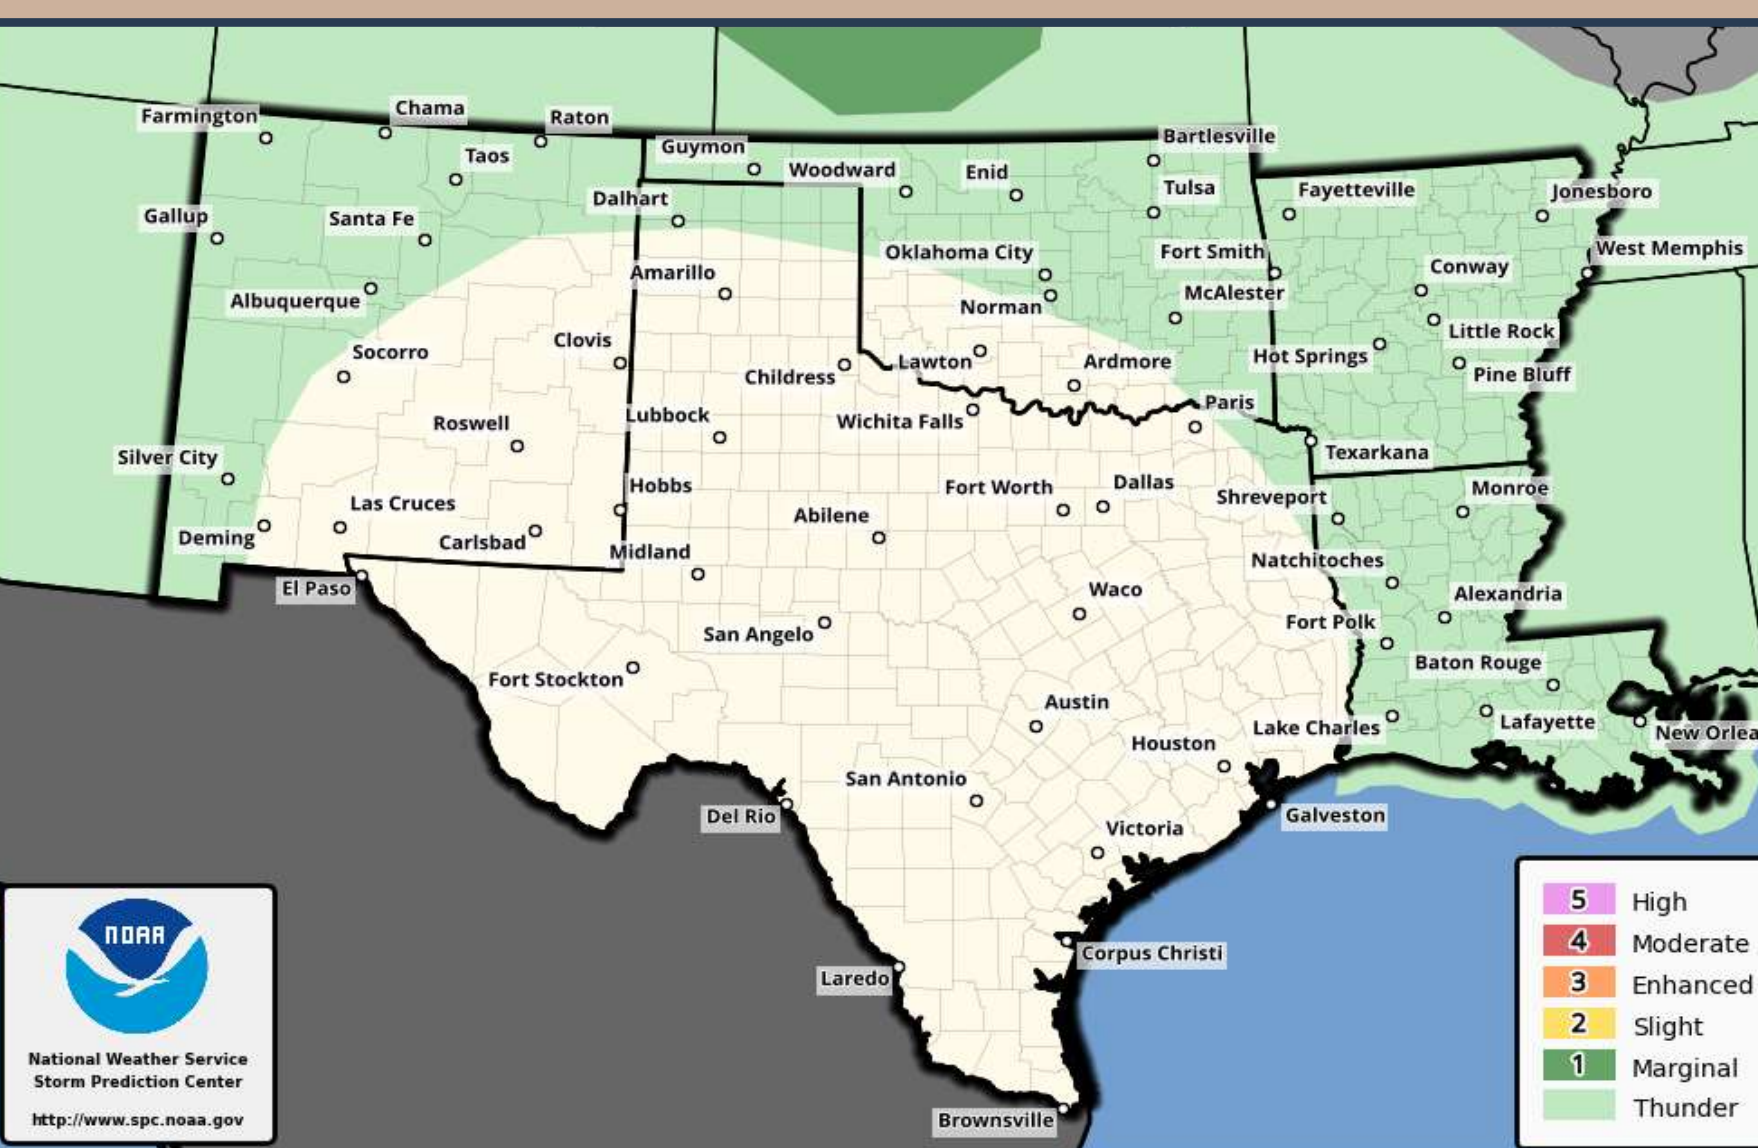 Farmington
Chama
Raton
Taos
Guymon
Woodward
Enid
Bartlesville
Tulsa
Fayetteville
Jonesboro
Gallup
Santa Fe
Dalhart
Oklahoma City
Fort Smith
Conway
West Memphis
Albuquerque
Amarillo
Norman
McAlester
Little Rock
Socorro
Clovis
Childress
Lawton
Ardmore
Hot Springs
Pine Bluff
Roswell
Lubbock
Wichita Falls
Paris
Texarkana
Silver City
Hobbs
Fort Worth
Dallas
Shreveport
Monroe
Las Cruces
Abilene
Deming
Carlsbad
Midland
Natchitoches
El Paso
Waco
Alexandria
San Angelo
Fort Polk
Fort Stockton
Baton Rouge
Austin
Lake Charles
Lafayette
New Orlea
Houston
San Antonio
Del Rio
Victoria
Galveston
Corpus Christi
Laredo
Brownsville
NOAA
National Weather Service
Storm Prediction Center
http://www.spc.noaa.gov
5 High
4 Moderate
3 Enhanced
2 Slight
1 Marginal
Thunder